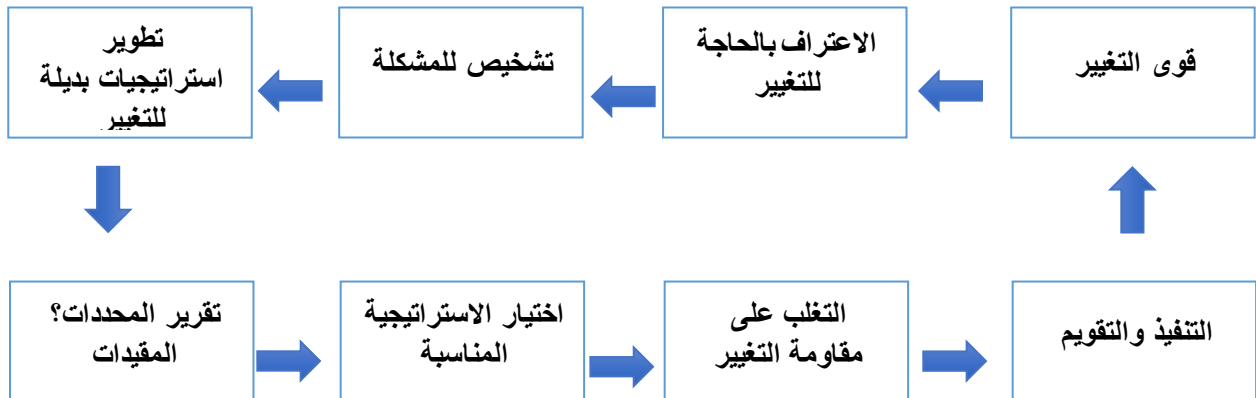 قوى التغيير
الاعتراف بالحاجة
للتغيير
تشخيص للمشكلة
تطوير
استراتيجيات بديلة
للتغيير
تقرير المحددات؟
المقيدات
اختيار الاستراتيجية
المناسبة
التغلب على
مقاومة التغيير
التنفيذ والتقويم